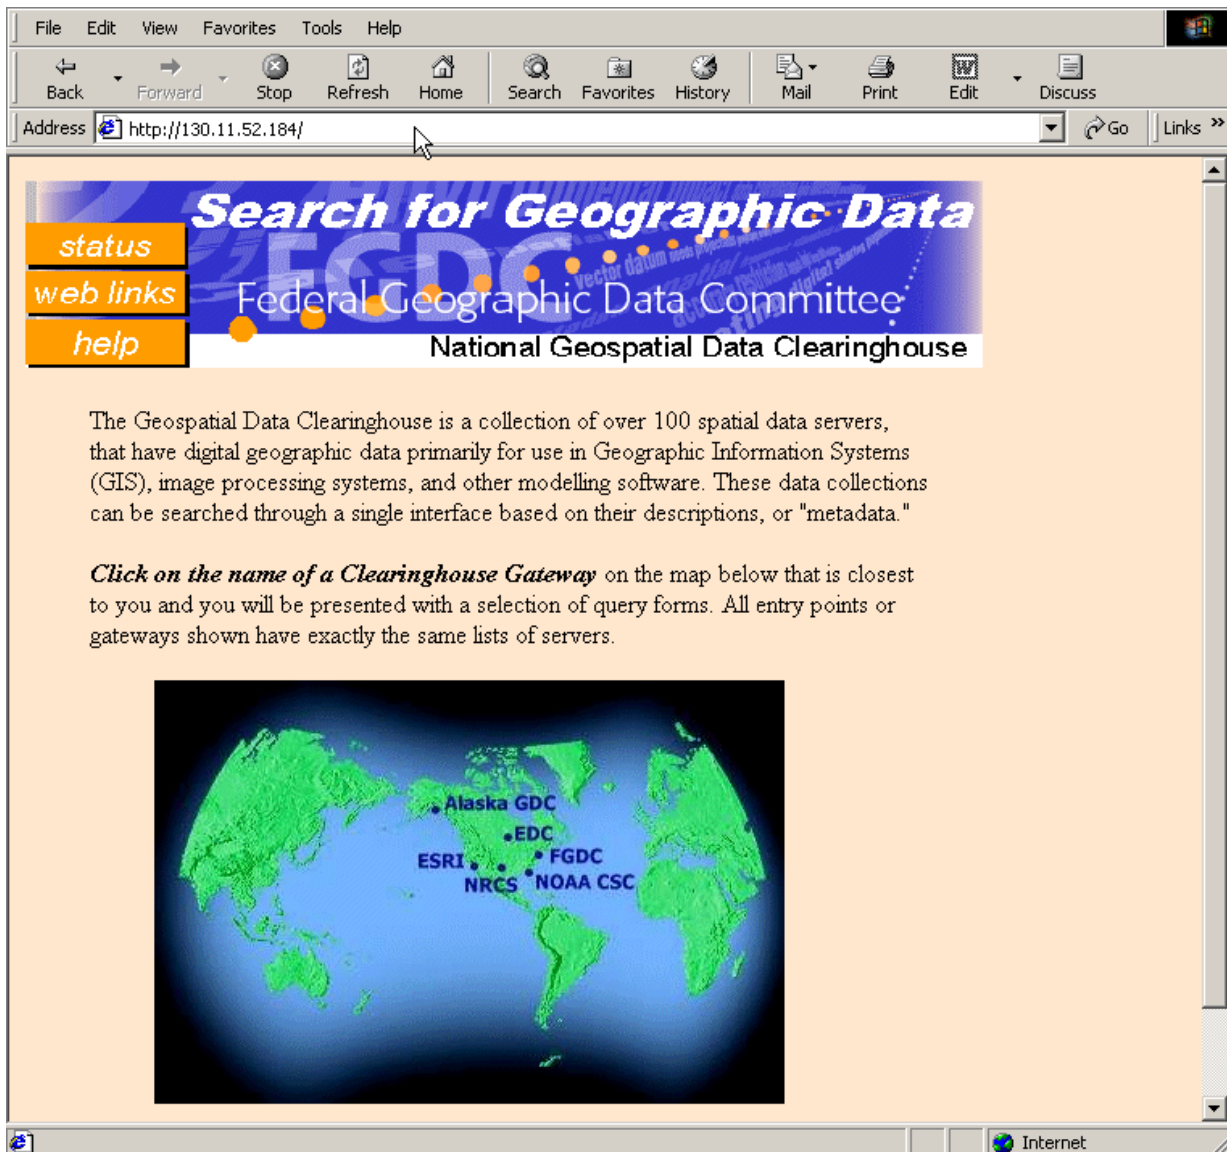 File Edit View Favorites Tools Help
Back Forward Stop Refresh Home Search Favorites History Mail Print Edit Discuss
Address http://130.11.52.184/ Go Links »
Search for Geographic Data
status
FGDC
vector datum
web links
Federal Geographic Data Committee
help
National Geospatial Data Clearinghouse
The Geospatial Data Clearinghouse is a collection of over 100 spatial data servers,
that have digital geographic data primarily for use in Geographic Information Systems
(GIS), image processing systems, and other modelling software. These data collections
can be searched through a single interface based on their descriptions, or "metadata."
Click on the name of a Clearinghouse Gateway on the map below that is closest
to you and you will be presented with a selection of query forms. All entry points or
gateways shown have exactly the same lists of servers.
Alaska GDC
EDC
ESRI FGDC
NRCS NOAA CSC
Internet